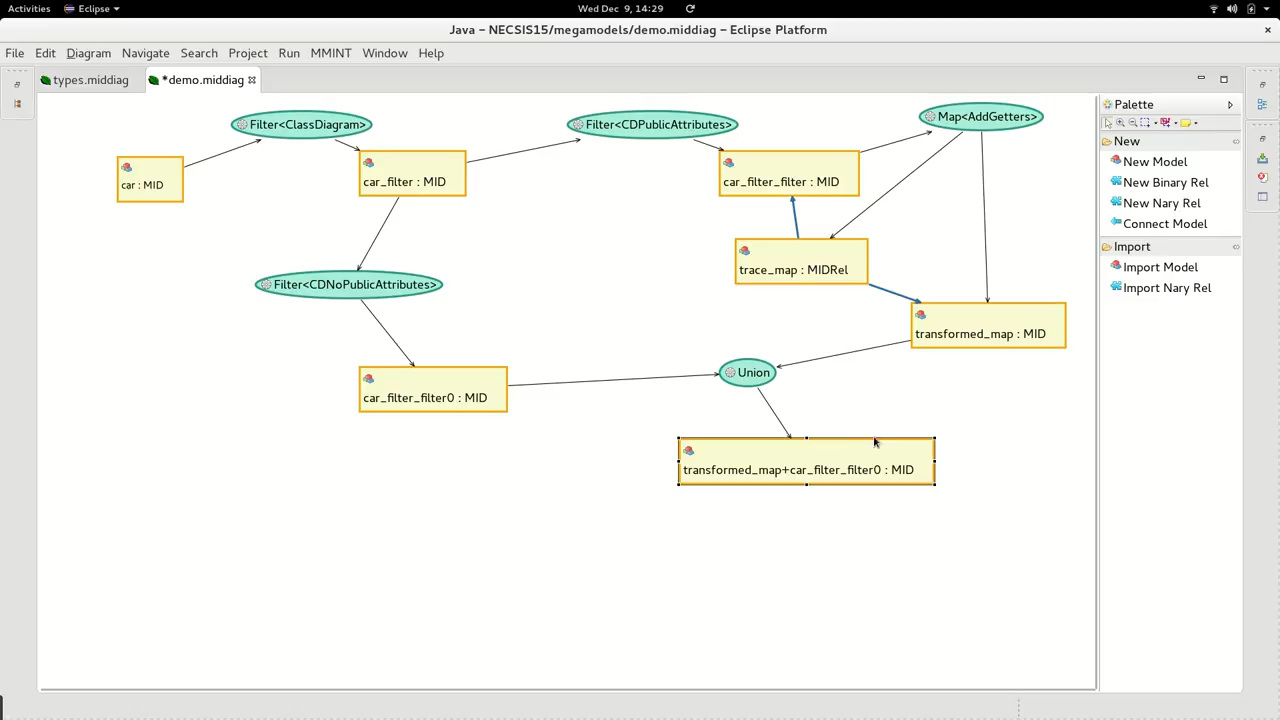 Activities
Eclipse
Wed Dec  9, 14:29
Java – NECSIS15/megamodels/demo.middiag – Eclipse Platform
File Edit Diagram Navigate Search Project Run MMINT Window Help
types.middiag
*demo.middiag
Filter<ClassDiagram>
Filter<CDPublicAttributes>
Map<AddGetters>
car : MID
car_filter : MID
car_filter_filter : MID
trace_map : MIDRel
Filter<CDNoPublicAttributes>
transformed_map : MID
Union
car_filter_filter0 : MID
transformed_map+car_filter_filter0 : MID
Palette
New
New Model
New Binary Rel
New Nary Rel
Connect Model
Import
Import Model
Import Nary Rel